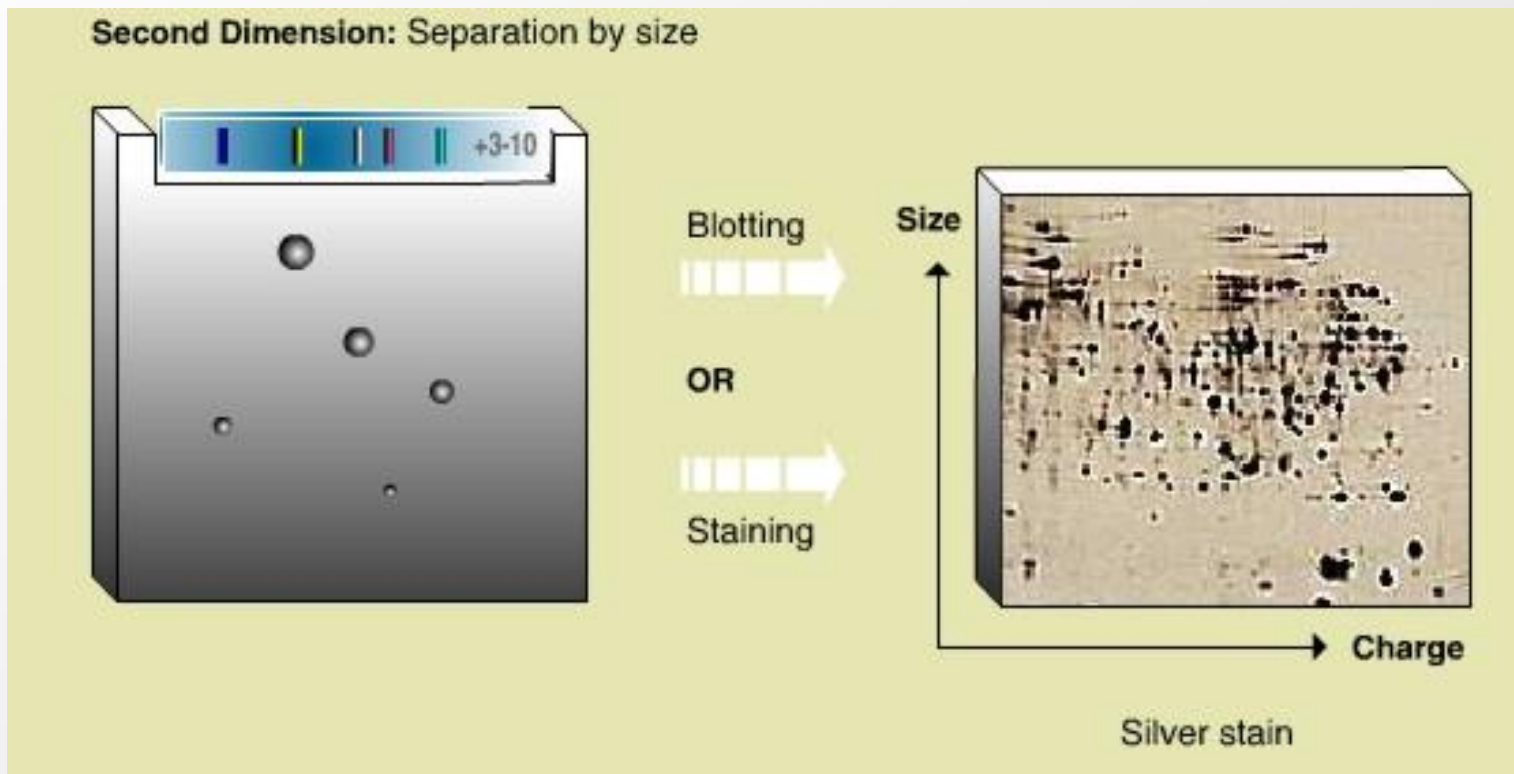 Second Dimension: Separation by size
+3-10
Blotting
Size
OR
Staining
Charge
Silver stain